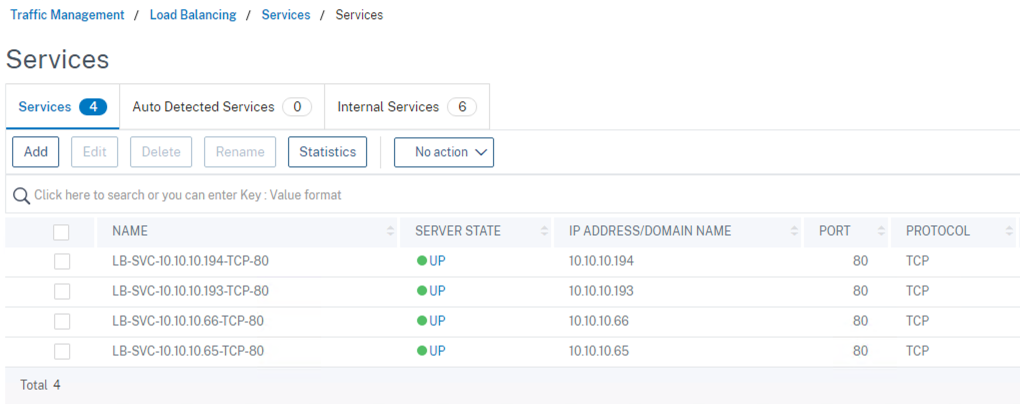 Traffic Management / Load Balancing / Services / Services
Services
Services 4 Auto Detected Services 0 Internal Services 6
Add Edit Delete Rename Statistics No action
Click here to search or you can enter Key : Value format
NAME SERVER STATE IP ADDRESS/DOMAIN NAME PORT PROTOCOL
LB-SVC-10.10.10.194-TCP-80 UP 10.10.10.194 80 TCP
LB-SVC-10.10.10.193-TCP-80 UP 10.10.10.193 80 TCP
LB-SVC-10.10.10.66-TCP-80 UP 10.10.10.66 80 TCP
LB-SVC-10.10.10.65-TCP-80 UP 10.10.10.65 80 TCP
Total 4